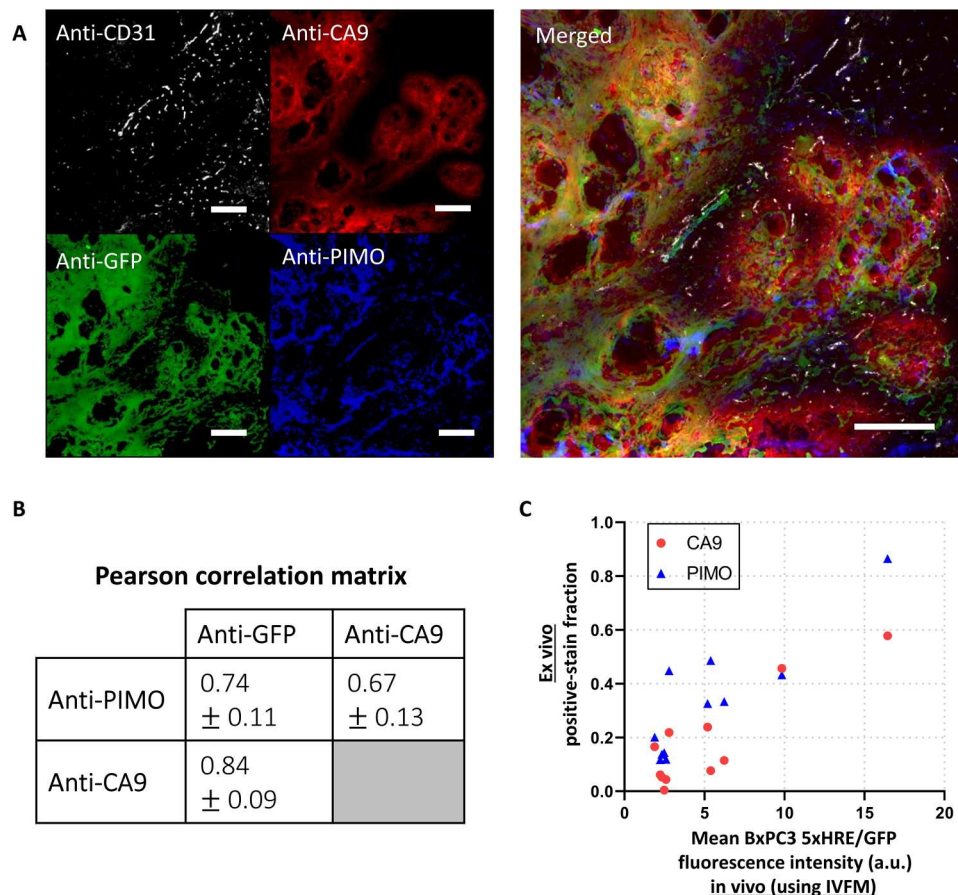 A
Anti-CD31
Anti-CA9
Merged
Anti-GFP
Anti-PIMO
B
Pearson correlation matrix
Anti-GFP
Anti-CA9
Anti-PIMO
0.74
± 0.11
0.67
± 0.13
Anti-CA9
0.84
± 0.09
C
Ex vivo
positive-stain fraction
1.0
0.8
0.6
0.4
0.2
0.0
CA9
PIMO
0
5
10
15
20
Mean BxPC3 5xHRE/GFP
fluorescence intensity (a.u.)
in vivo (using IVFM)